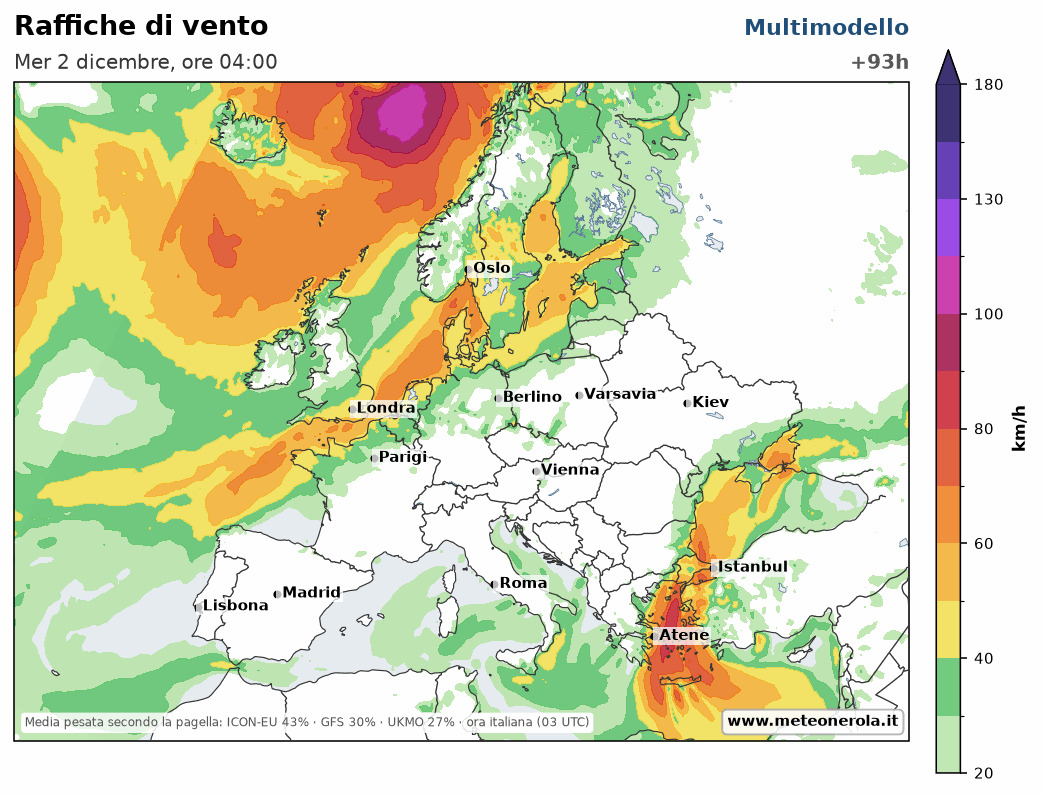 Raffiche di vento
Multimodello
Mer 2 dicembre, ore 04:00
+93h
180
130
100
80
60
40
20
km/h
Oslo
Londra
Berlino
Varsavia
Kiev
Parigi
Vienna
Istanbul
Roma
Madrid
Lisbona
Atene
Media pesata secondo la pagella: ICON-EU 43% · GFS 30% · UKMO 27% · ora italiana (03 UTC)
www.meteonerola.it